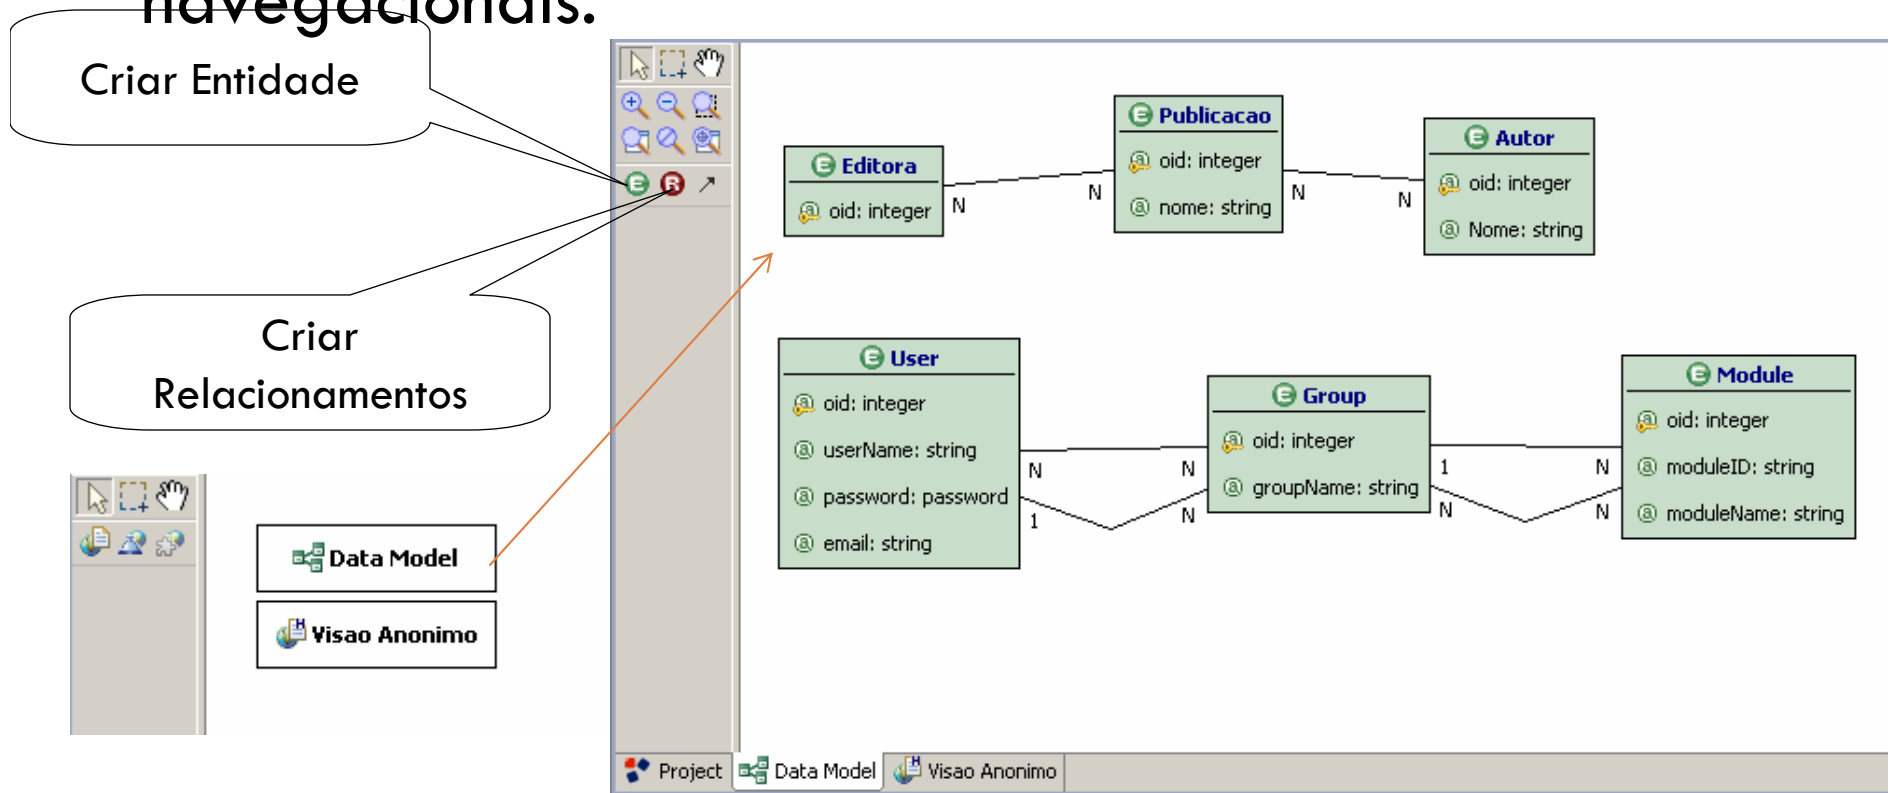 navegacionais.
Criar Entidade
Criar
Relacionamentos
Data Model
Visao Anonimo
Editora
oid: integer
N
N
Publicacao
oid: integer
nome: string
N
N
Autor
oid: integer
Nome: string
User
oid: integer
userName: string
password: password
email: string
N
N
1
N
Group
oid: integer
groupName: string
1
N
N
N
Module
oid: integer
moduleID: string
moduleName: string
Project
Data Model
Visao Anonimo